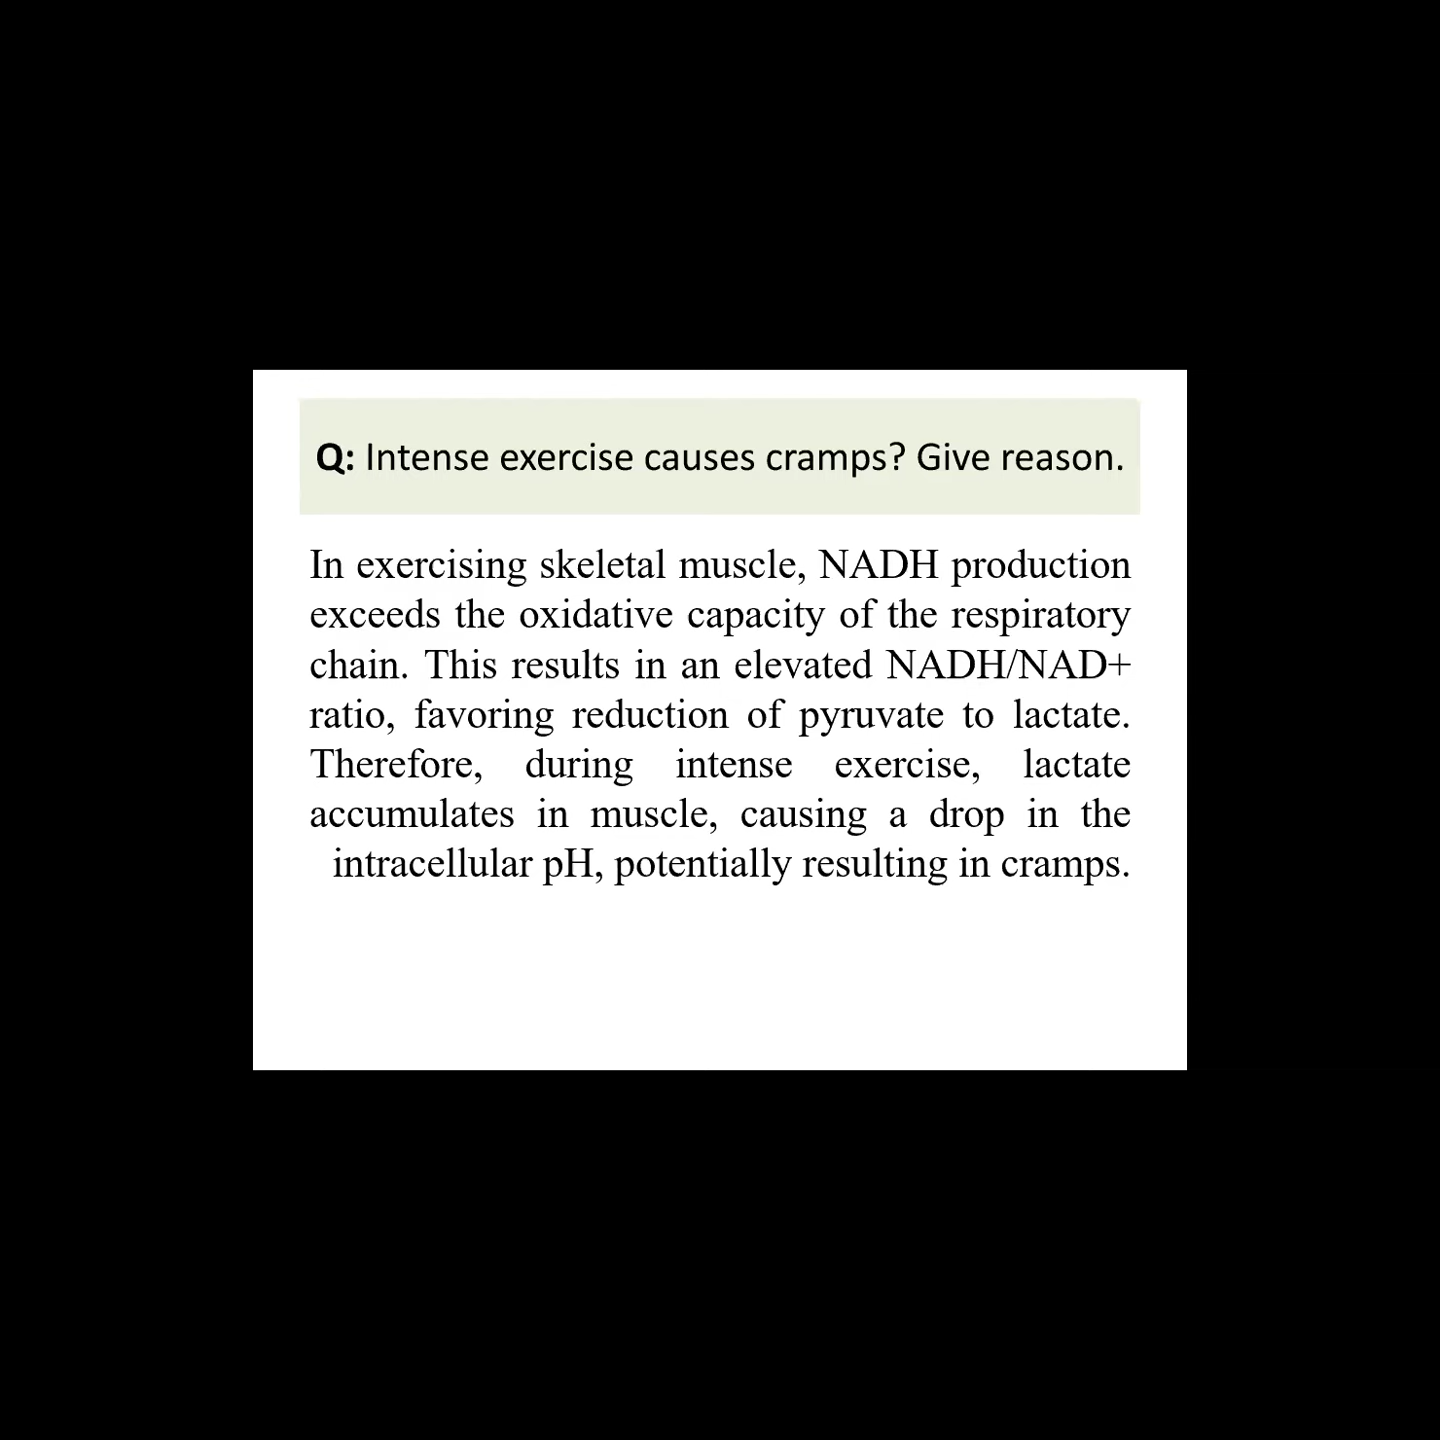 Q: Intense exercise causes cramps? Give reason.
In exercising skeletal muscle, NADH production
exceeds the oxidative capacity of the respiratory
chain. This results in an elevated NADH/NAD+
ratio, favoring reduction of pyruvate to lactate.
Therefore, during intense exercise, lactate
accumulates in muscle, causing a drop in the
intracellular pH, potentially resulting in cramps.